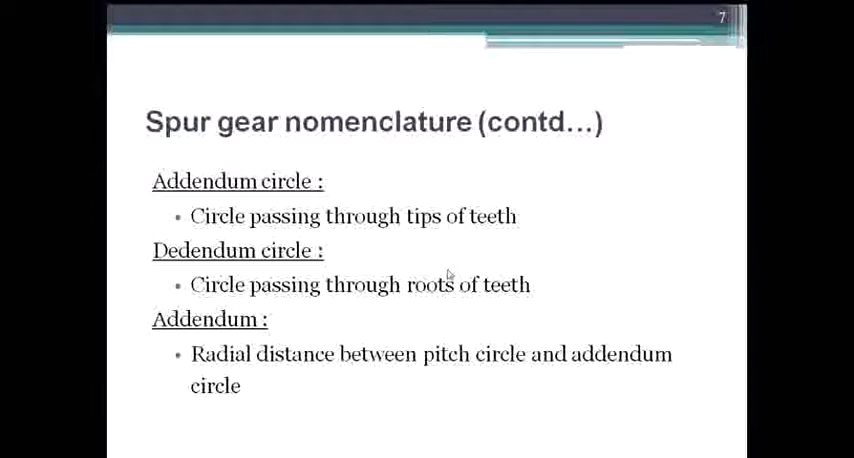 7
Spur gear nomenclature (contd...)
Addendum circle :
• Circle passing through tips of teeth
Dedendum circle :
• Circle passing through roots of teeth
Addendum :
• Radial distance between pitch circle and addendum
circle